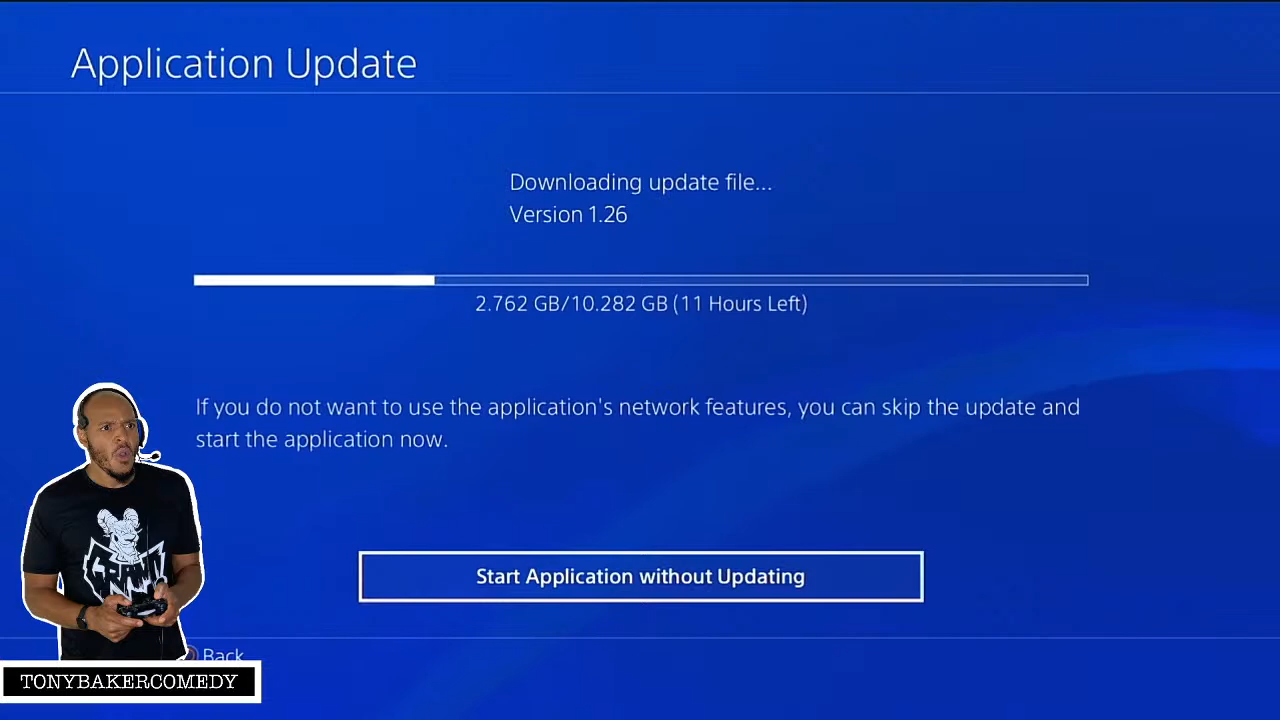 Application Update
Downloading update file...
Version 1.26
2.762 GB/10.282 GB (11 Hours Left)
If you do not want to use the application's network features, you can skip the update and
start the application now.
Start Application without Updating
Back
TONYBAKERCOMEDY